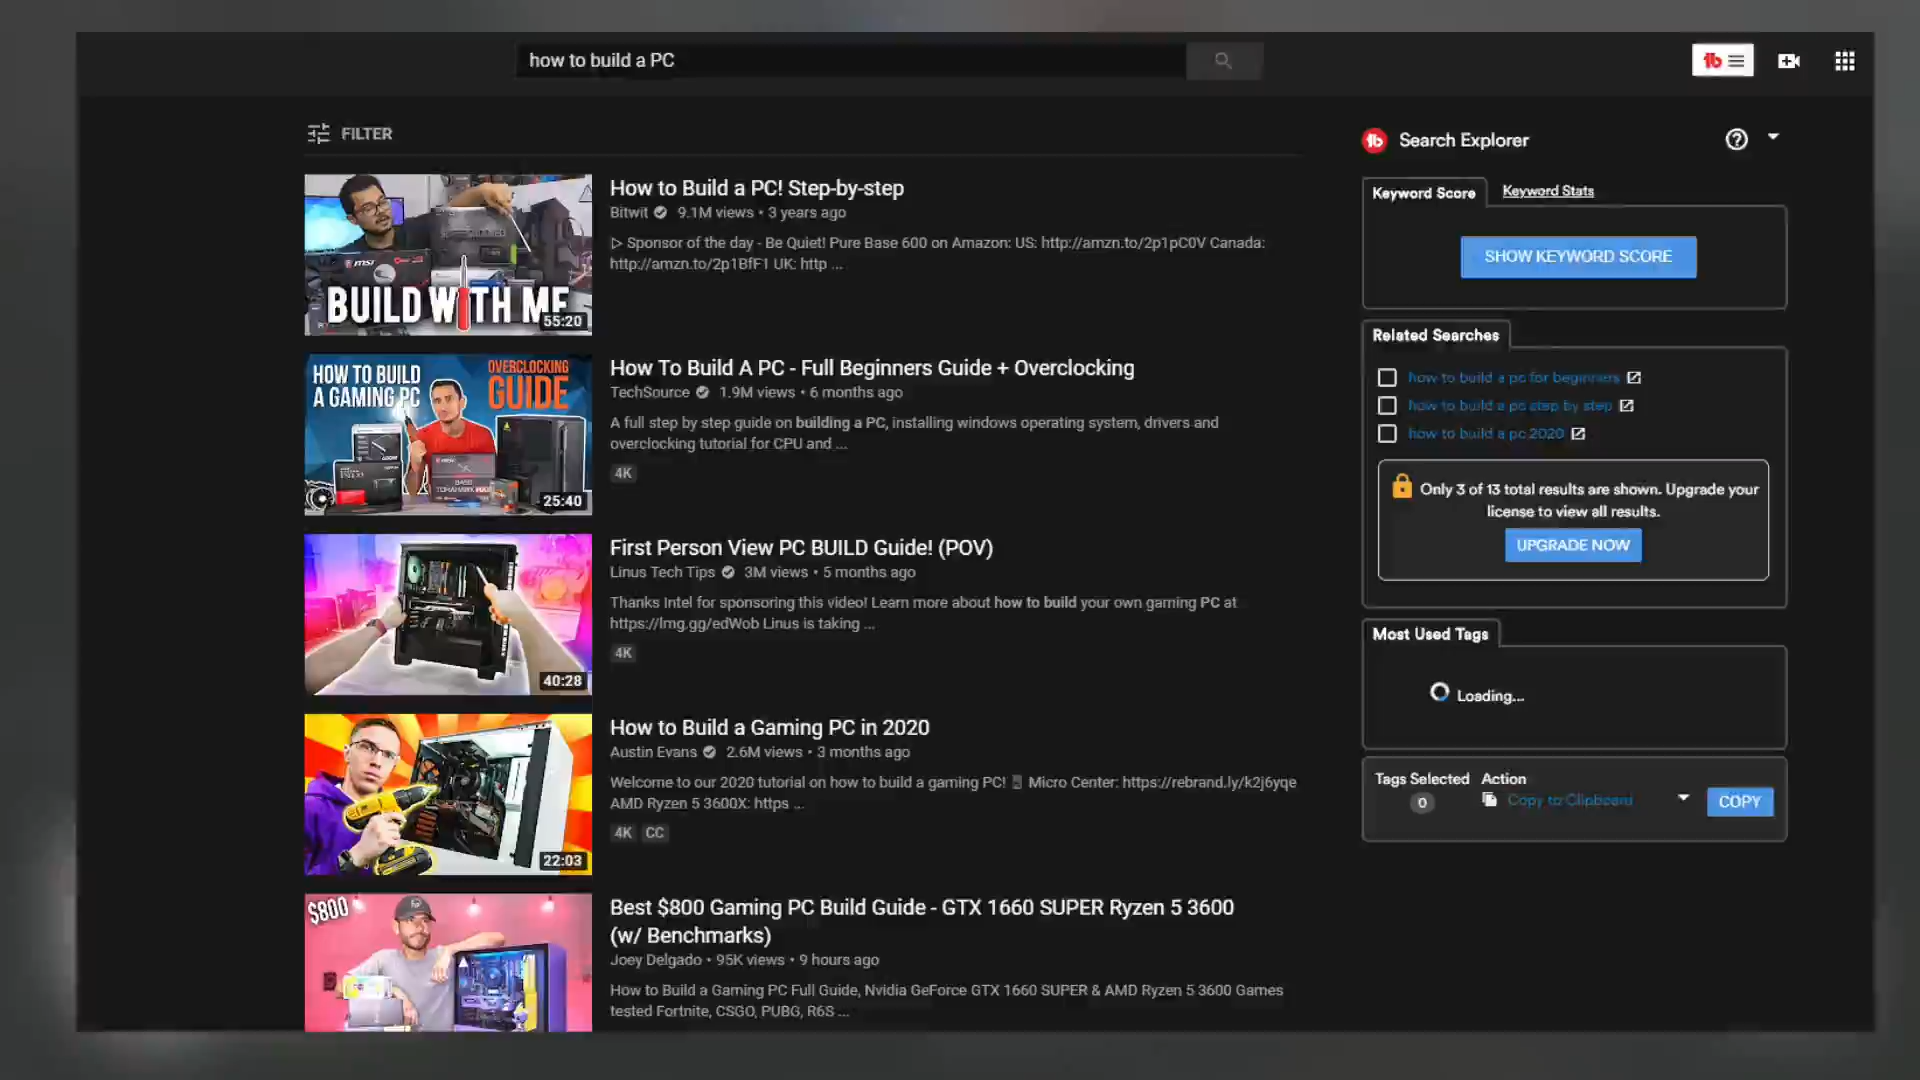 how to build a PC
FILTER
BUILD WITH ME
55:20
How to Build a PC! Step-by-step
Bitwit 9.1M views • 3 years ago
▷ Sponsor of the day - Be Quiet! Pure Base 600 on Amazon: US: http://amzn.to/2p1pC0V Canada:
http://amzn.to/2p1BfF1 UK: http ...
HOW TO BUILD
A GAMING PC
OVERCLOCKING
GUIDE
25:40
How To Build A PC - Full Beginners Guide + Overclocking
TechSource 1.9M views • 6 months ago
A full step by step guide on building a PC, installing windows operating system, drivers and
overclocking tutorial for CPU and ...
4K
40:28
First Person View PC BUILD Guide! (POV)
Linus Tech Tips 3M views • 5 months ago
Thanks Intel for sponsoring this video! Learn more about how to build your own gaming PC at
https://lmg.gg/edWob Linus is taking ...
4K
22:03
How to Build a Gaming PC in 2020
Austin Evans 2.6M views • 3 months ago
Welcome to our 2020 tutorial on how to build a gaming PC! Micro Center: https://rebrand.ly/k2j6yqe
AMD Ryzen 5 3600X: https ...
4K CC
$800
Best $800 Gaming PC Build Guide - GTX 1660 SUPER Ryzen 5 3600
(w/ Benchmarks)
Joey Delgado • 95K views • 9 hours ago
How to Build a Gaming PC Full Guide, Nvidia GeForce GTX 1660 SUPER & AMD Ryzen 5 3600 Games
tested Fortnite, CSGO, PUBG, R6S ...
Search Explorer
Keyword Score Keyword Stats
SHOW KEYWORD SCORE
Related Searches
how to build a pc for beginners
how to build a pc step by step
how to build a pc 2020
Only 3 of 13 total results are shown. Upgrade your
license to view all results.
UPGRADE NOW
Most Used Tags
Loading...
Tags Selected Action
0 Copy to Clipboard COPY